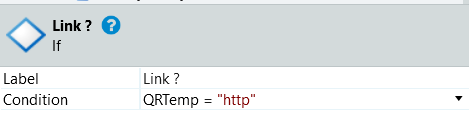 Link ? ?
If
Label Link ?
Condition QRTemp = "http"